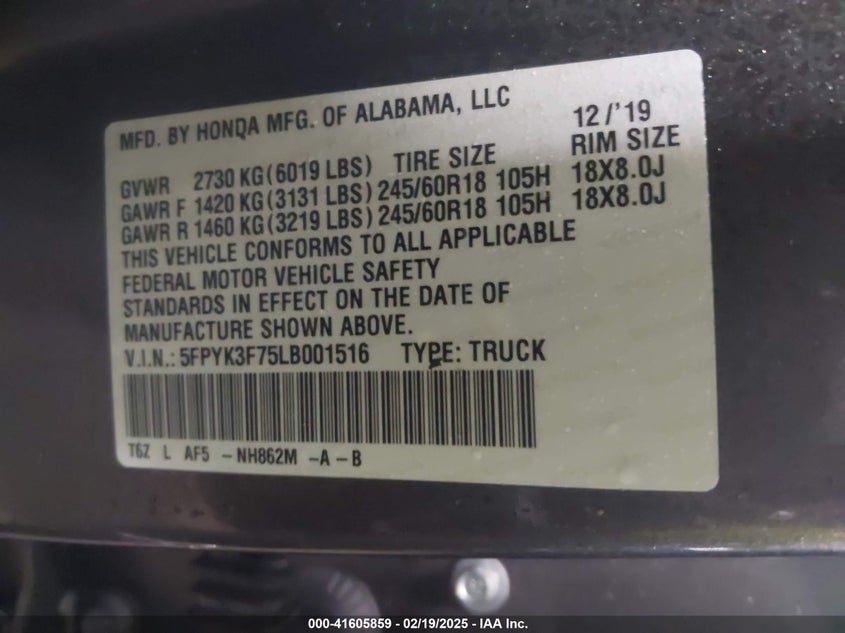 MFD. BY HONDA MFG. OF ALABAMA, LLC 12/'19
GVWR 2730 KG(6019 LBS) TIRE SIZE RIM SIZE
GAWR F 1420 KG(3131 LBS) 245/60R18 105H 18X8.0J
GAWR R 1460 KG(3219 LBS) 245/60R18 105H 18X8.0J
THIS VEHICLE CONFORMS TO ALL APPLICABLE
FEDERAL MOTOR VEHICLE SAFETY
STANDARDS IN EFFECT ON THE DATE OF
MANUFACTURE SHOWN ABOVE.
V.I.N.: 5FPYK3F75LB001516 TYPE: TRUCK
T6Z L AF5 -NH862M -A -B
000-41605859 - 02/19/2025 - IAA Inc.